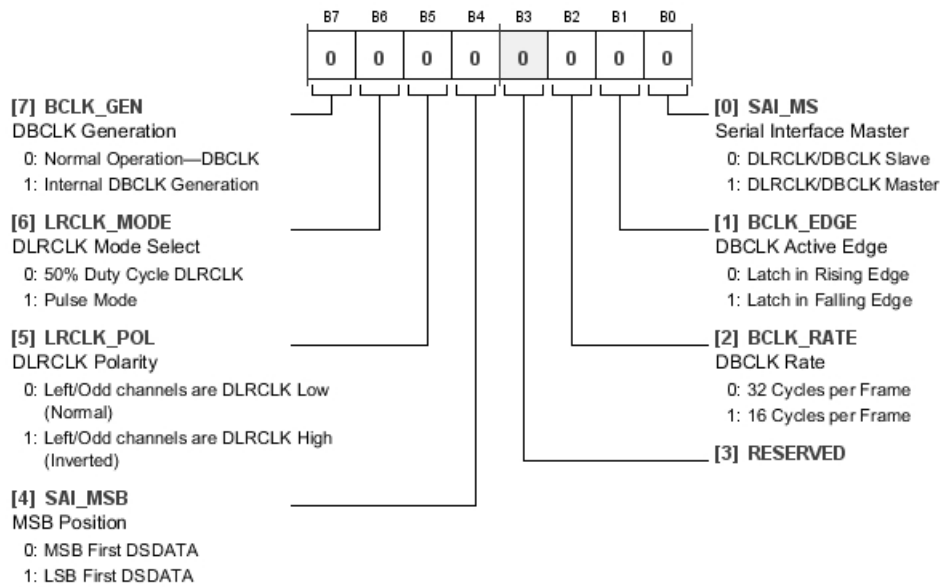 B7 B6 B5 B4 B3 B2 B1 B0
0 0 0 0 0 0 0 0
[7] BCLK_GEN
DBCLK Generation
0: Normal Operation—DBCLK
1: Internal DBCLK Generation
[6] LRCLK_MODE
DLRCLK Mode Select
0: 50% Duty Cycle DLRCLK
1: Pulse Mode
[5] LRCLK_POL
DLRCLK Polarity
0: Left/Odd channels are DLRCLK Low
(Normal)
1: Left/Odd channels are DLRCLK High
(Inverted)
[4] SAI_MSB
MSB Position
0: MSB First DSDATA
1: LSB First DSDATA
[0] SAI_MS
Serial Interface Master
0: DLRCLK/DBCLK Slave
1: DLRCLK/DBCLK Master
[1] BCLK_EDGE
DBCLK Active Edge
0: Latch in Rising Edge
1: Latch in Falling Edge
[2] BCLK_RATE
DBCLK Rate
0: 32 Cycles per Frame
1: 16 Cycles per Frame
[3] RESERVED